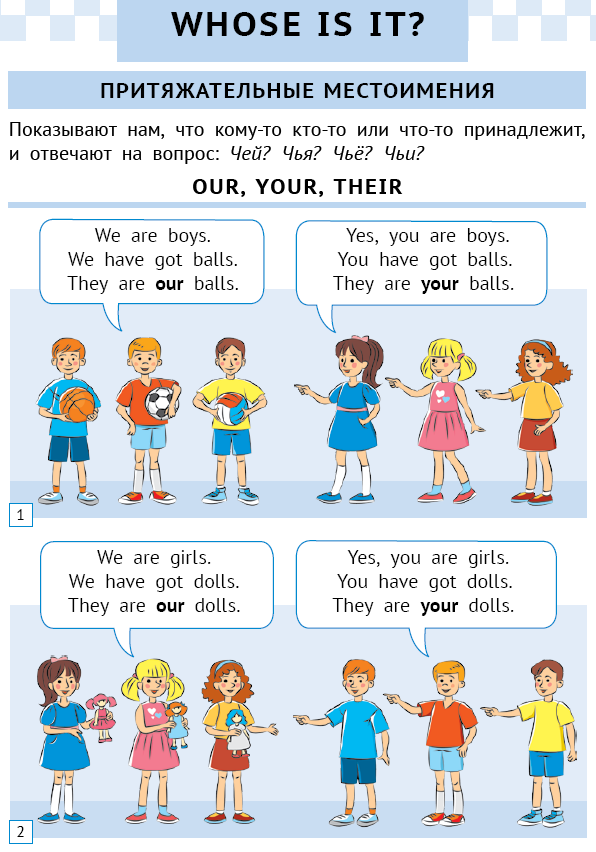 WHOSE IS IT?
ПРИТЯЖАТЕЛЬНЫЕ МЕСТОИМЕНИЯ
Показывают нам, что кому-то кто-то или что-то принадлежит,
и отвечают на вопрос: Чей? Чья? Чьё? Чьи?
OUR, YOUR, THEIR
We are boys.
We have got balls.
They are our balls.
Yes, you are boys.
You have got balls.
They are your balls.
1
We are girls.
We have got dolls.
They are our dolls.
Yes, you are girls.
You have got dolls.
They are your dolls.
2